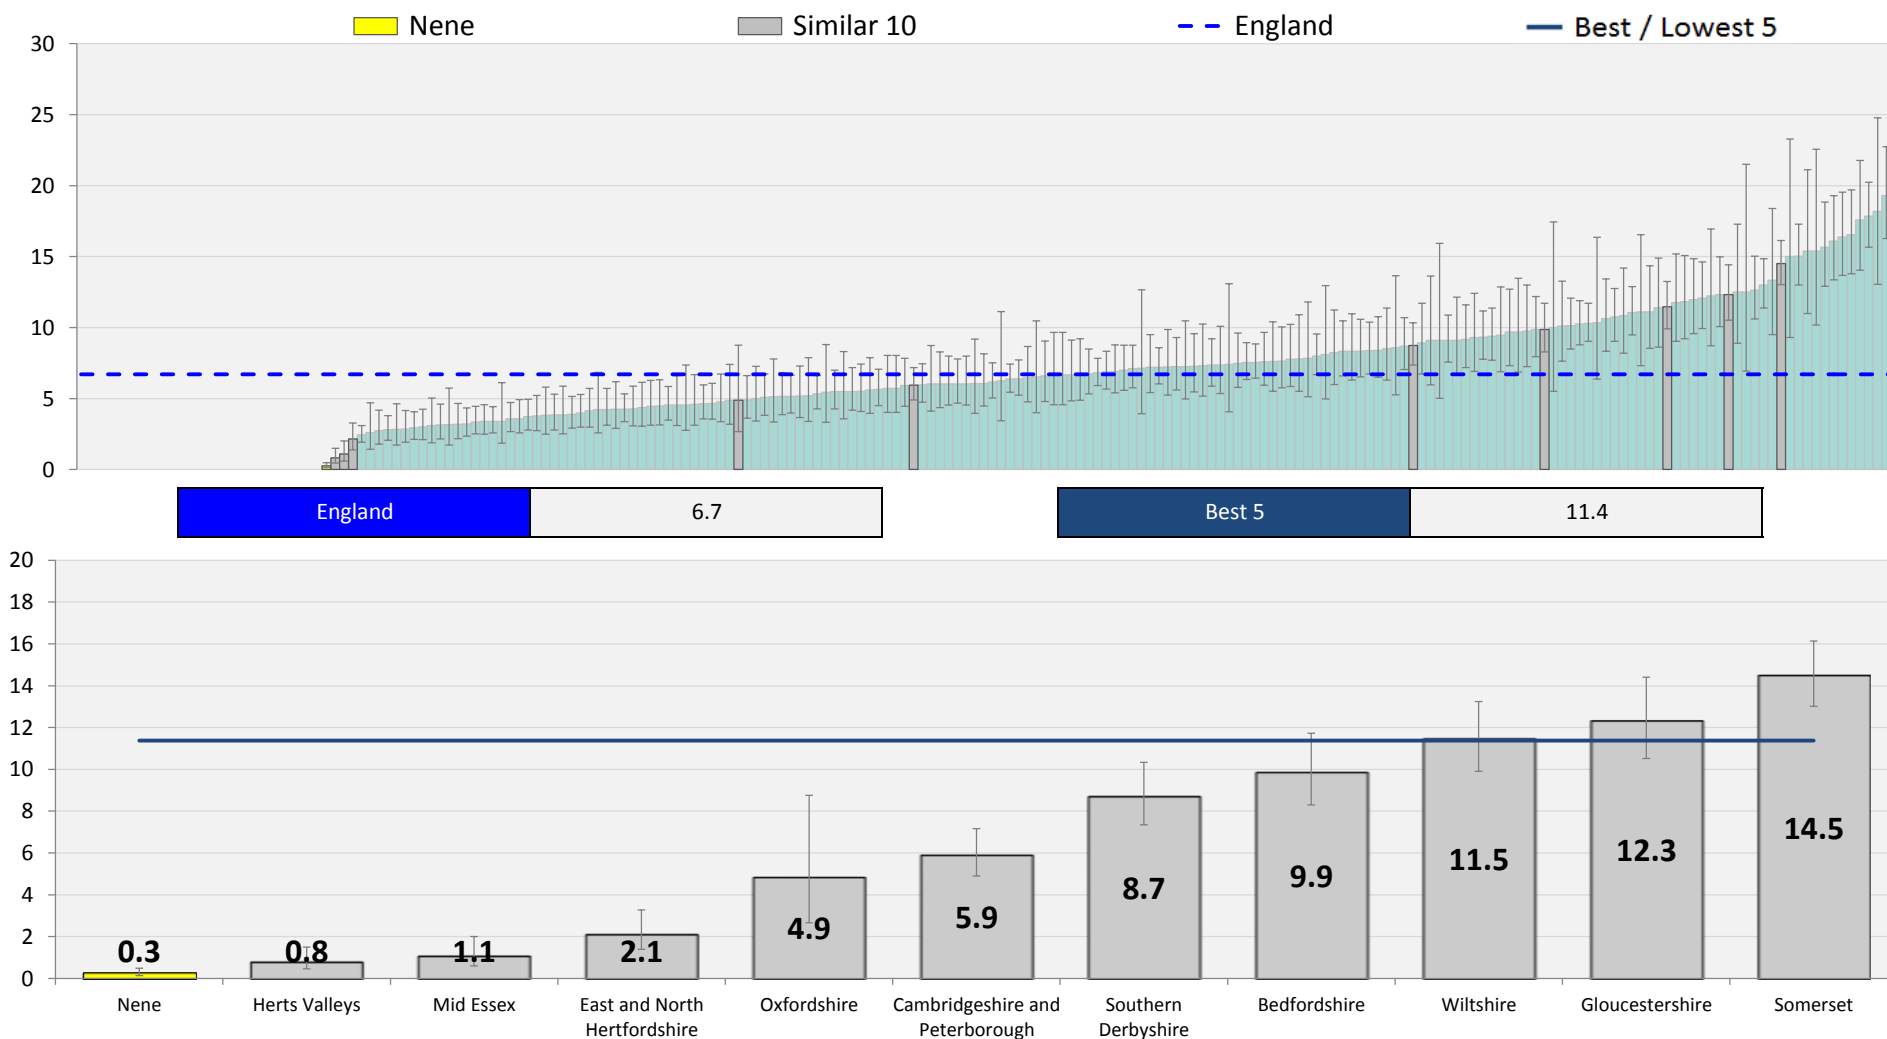 Nene
Similar 10
England
Best / Lowest 5
30
25
20
15
10
5
0
England 6.7
Best 5 11.4
20
18
16
14
12
10
8
6
4
2
0
0.3
0.8
1.1
2.1
4.9
5.9
8.7
9.9
11.5
12.3
14.5
Nene
Herts Valleys
Mid Essex
East and North
Hertfordshire
Oxfordshire
Cambridgeshire and
Peterborough
Southern
Derbyshire
Bedfordshire
Wiltshire
Gloucestershire
Somerset